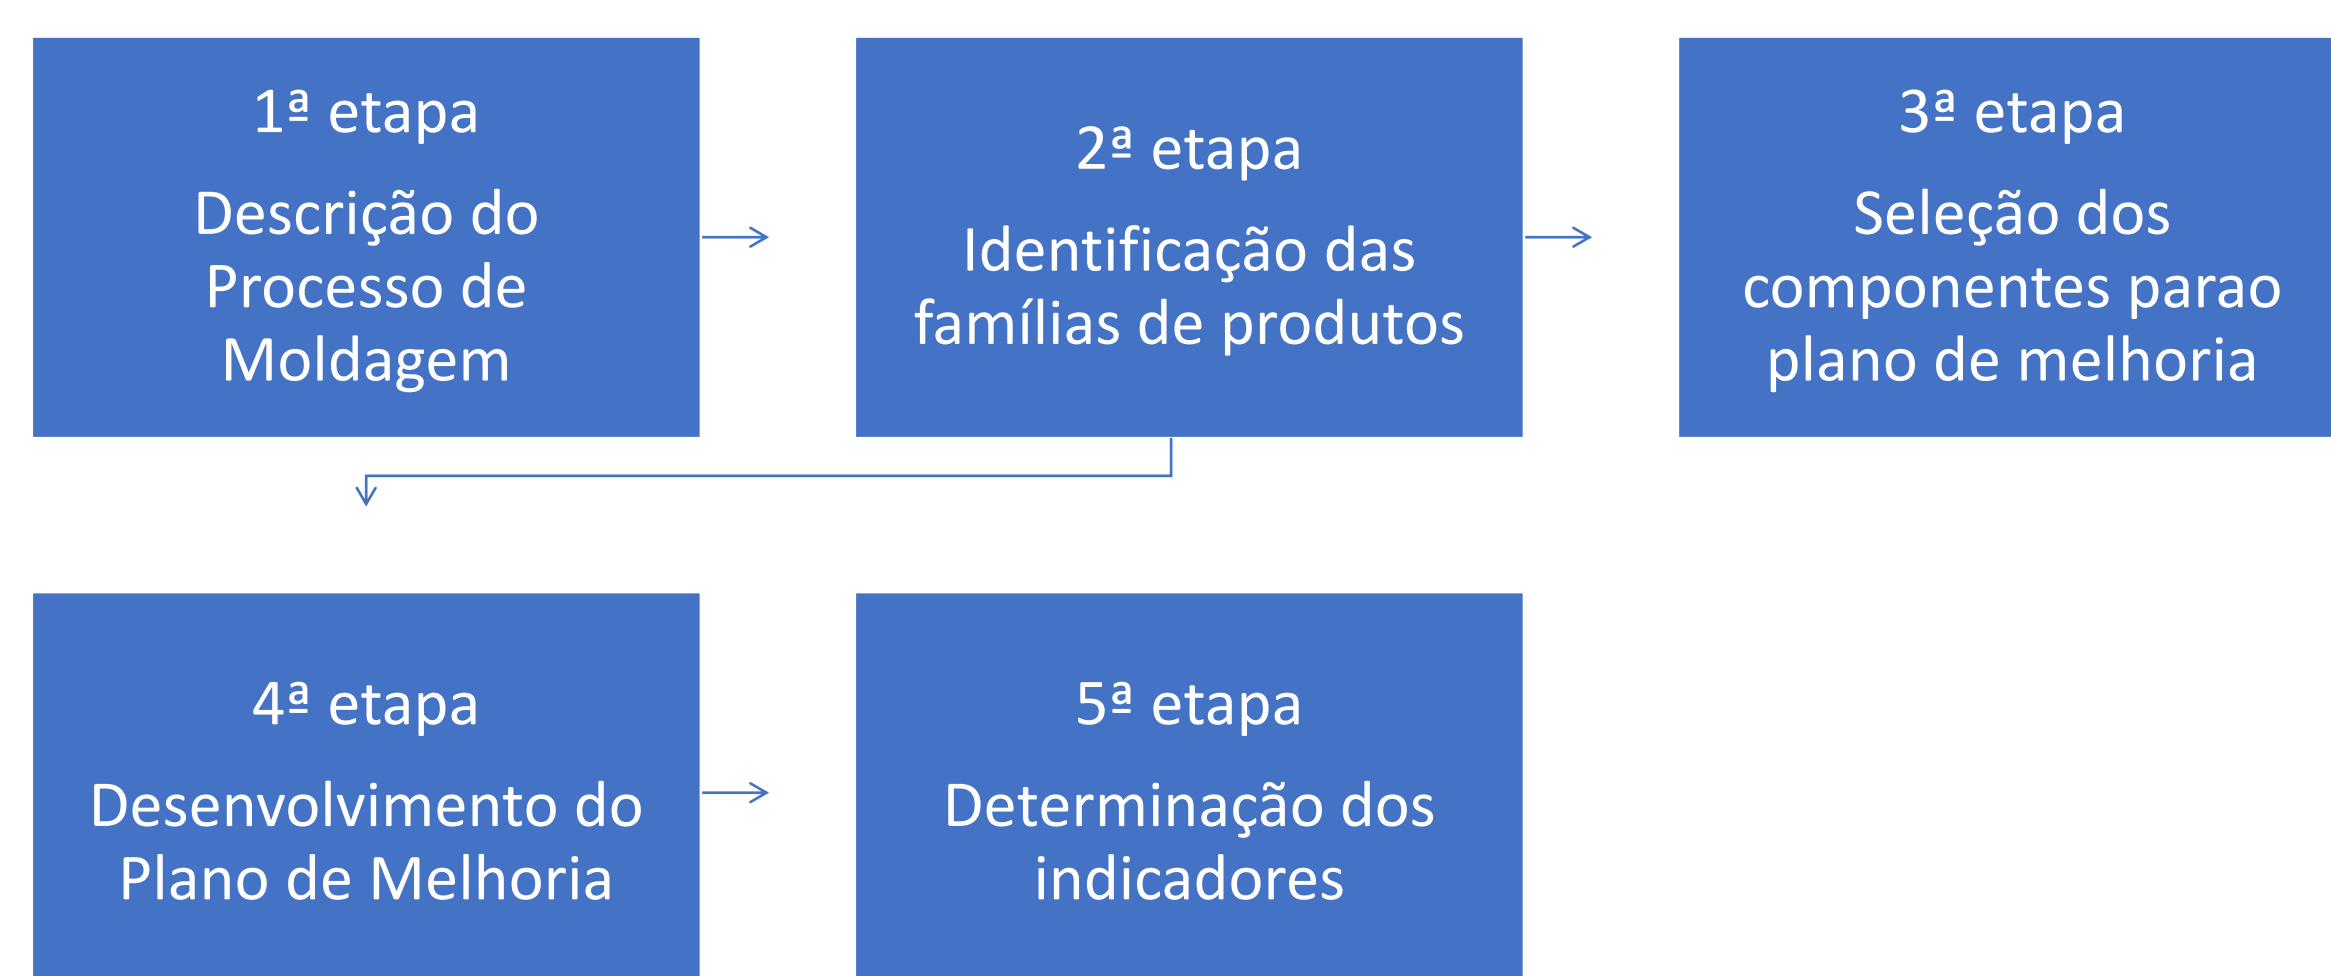 1ª etapa
Descrição do
Processo de
Moldagem
2ª etapa
Identificação das
famílias de produtos
3ª etapa
Seleção dos
componentes parao
plano de melhoria
4ª etapa
Desenvolvimento do
Plano de Melhoria
5ª etapa
Determinação dos
indicadores